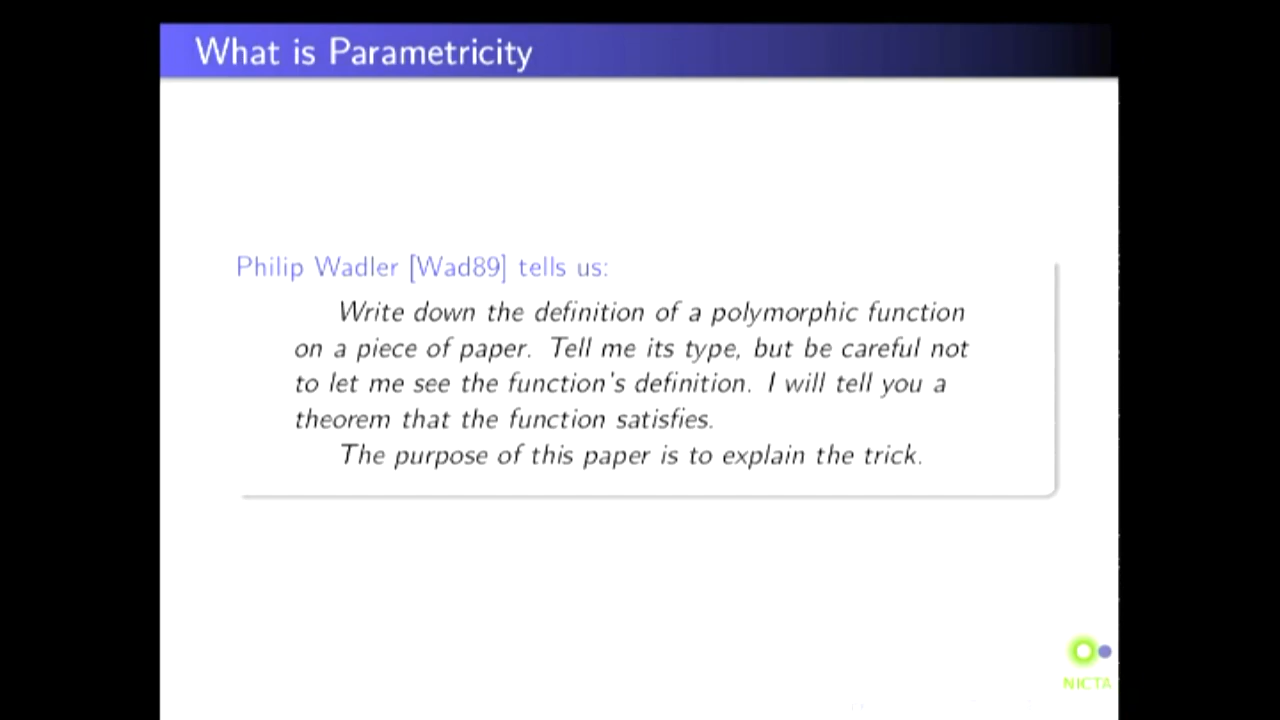 What is Parametricity
Philip Wadler [Wad89] tells us:
Write down the definition of a polymorphic function
on a piece of paper. Tell me its type, but be careful not
to let me see the function's definition. I will tell you a
theorem that the function satisfies.
The purpose of this paper is to explain the trick.
NICTA